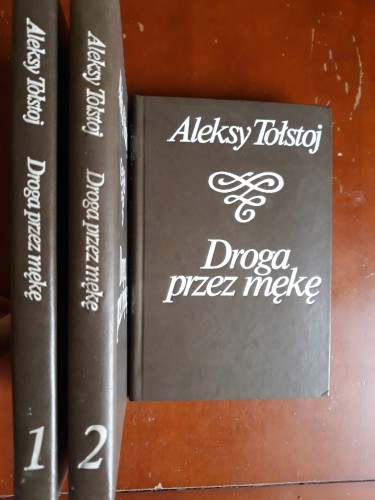 Aleksy Tołstoj Droga przez mękę 1
Aleksy Tołstoj Droga przez mękę 2
Aleksy Tołstoj
Droga
przez mękę